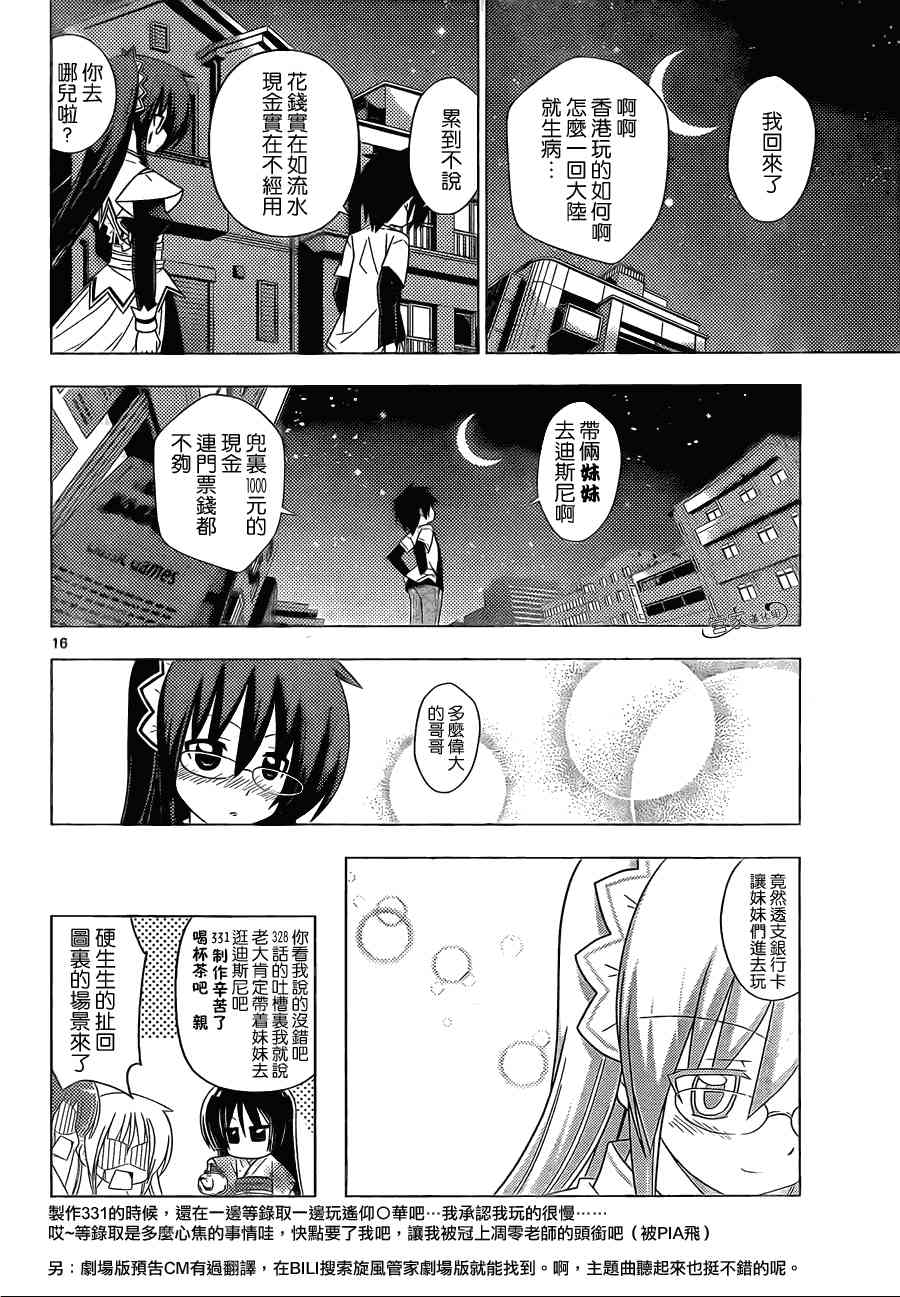 我回來了
啊啊
香港玩的如何啊
怎麼一回大陸
就生病…
累到不說
花錢實在如流水
現金實在不經用
你去
哪兒啦？
帶倆妹妹
去迪斯尼啊
兜裏1000元的
現金
連門票錢都
不夠
Games
16
多麼偉大
的哥哥
竟然透支銀行卡
讓妹妹們進去玩
你看我說的沒錯吧
328話的吐槽裏我就說
老大肯定帶着妹妹去
逛迪斯尼吧
331制作辛苦了
喝杯茶吧 親
硬生生的扯回
圖裏的場景來了
製作331的時候，還在一邊等錄取一邊玩遙仰〇華吧…我承認我玩的很慢……
哎~等錄取是多麼心焦的事情哇，快點要了我吧，讓我被冠上凋零老師的頭銜吧（被PIA飛）
另：劇場版預告CM有過翻譯，在BILI搜索旋風管家劇場版就能找到。啊，主題曲聽起來也挺不錯的呢。